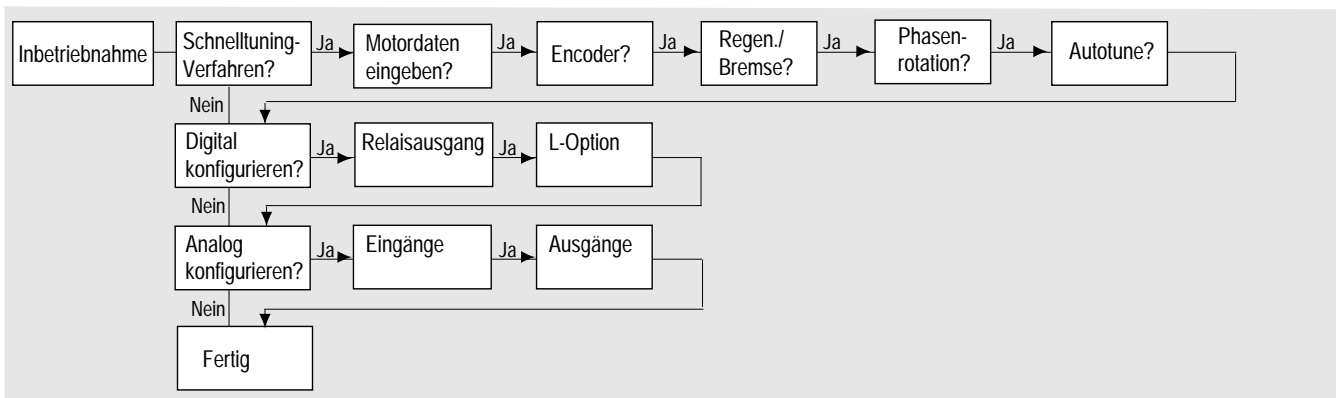 Inbetriebnahme
Schnelltuning-
Verfahren?
Ja
Motordaten
eingeben?
Ja
Encoder?
Ja
Regen./
Bremse?
Ja
Phasen-
rotation?
Ja
Autotune?
Nein
Digital
konfigurieren?
Ja
Relaisausgang
Ja
L-Option
Nein
Analog
konfigurieren?
Ja
Eingänge
Ja
Ausgänge
Nein
Fertig